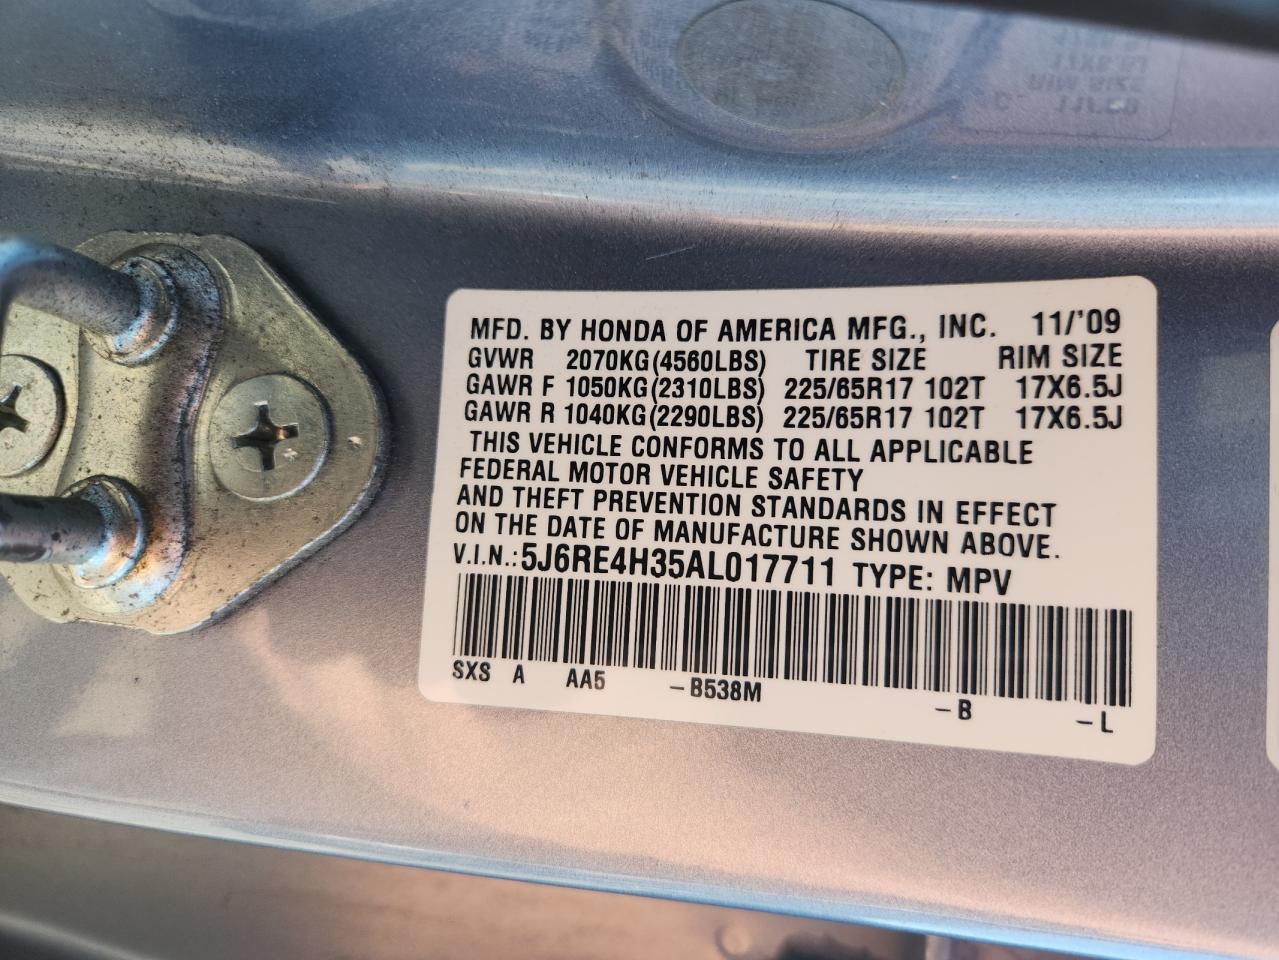 MFD. BY HONDA OF AMERICA MFG., INC. 11/'09
GVWR 2070KG(4560LBS) TIRE SIZE RIM SIZE
GAWR F 1050KG(2310LBS) 225/65R17 102T 17X6.5J
GAWR R 1040KG(2290LBS) 225/65R17 102T 17X6.5J
THIS VEHICLE CONFORMS TO ALL APPLICABLE
FEDERAL MOTOR VEHICLE SAFETY
AND THEFT PREVENTION STANDARDS IN EFFECT
ON THE DATE OF MANUFACTURE SHOWN ABOVE.
V.I.N.: 5J6RE4H35AL017711 TYPE: MPV
SXS A AA5 -B538M -B -L